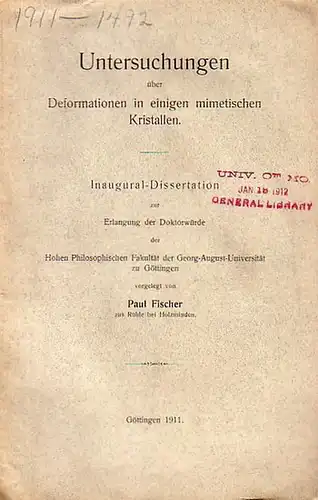 1911-1472
Untersuchungen
über
Deformationen in einigen mimetischen
Kristallen.
Inaugural-Dissertation
zur
Erlangung der Doktorwürde
der
Hohen Philosophischen Fakultät der Georg-August-Universität
zu Göttingen
vorgelegt von
Paul Fischer
aus Rühle bei Holzminden.
Göttingen 1911.
UNIV. OF MO.
JAN 18 1912
GENERAL LIBRARY